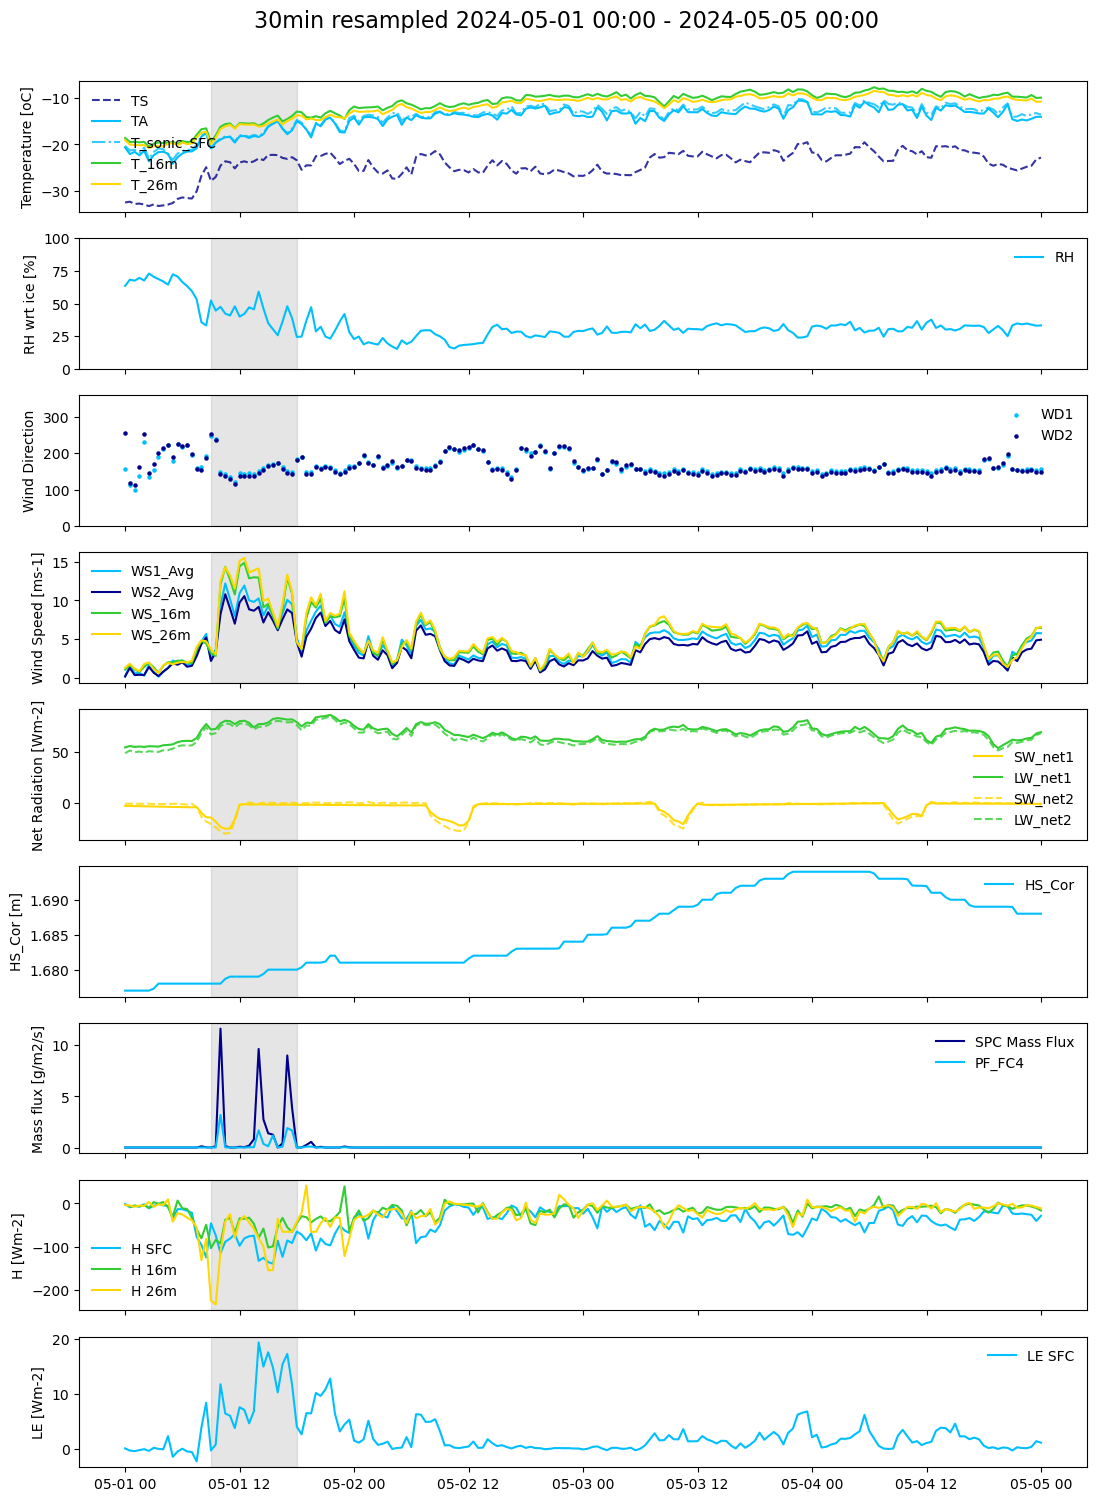 30min resampled 2024-05-01 00:00 - 2024-05-05 00:00
Temperature [oC]
−10
−20
−30
TS
TA
T_sonic_SFC
T_16m
T_26m
RH wrt ice [%]
100
75
50
25
0
RH
Wind Direction
300
200
100
0
WD1
WD2
Wind Speed [ms-1]
15
10
5
0
WS1_Avg
WS2_Avg
WS_16m
WS_26m
Net Radiation [Wm-2]
50
0
SW_net1
LW_net1
SW_net2
LW_net2
HS_Cor [m]
1.690
1.685
1.680
HS_Cor
Mass flux [g/m2/s]
10
5
0
SPC Mass Flux
PF_FC4
H [Wm-2]
0
−100
−200
H SFC
H 16m
H 26m
LE [Wm-2]
20
10
0
LE SFC
05-01 00 05-01 12 05-02 00 05-02 12 05-03 00 05-03 12 05-04 00 05-04 12 05-05 00